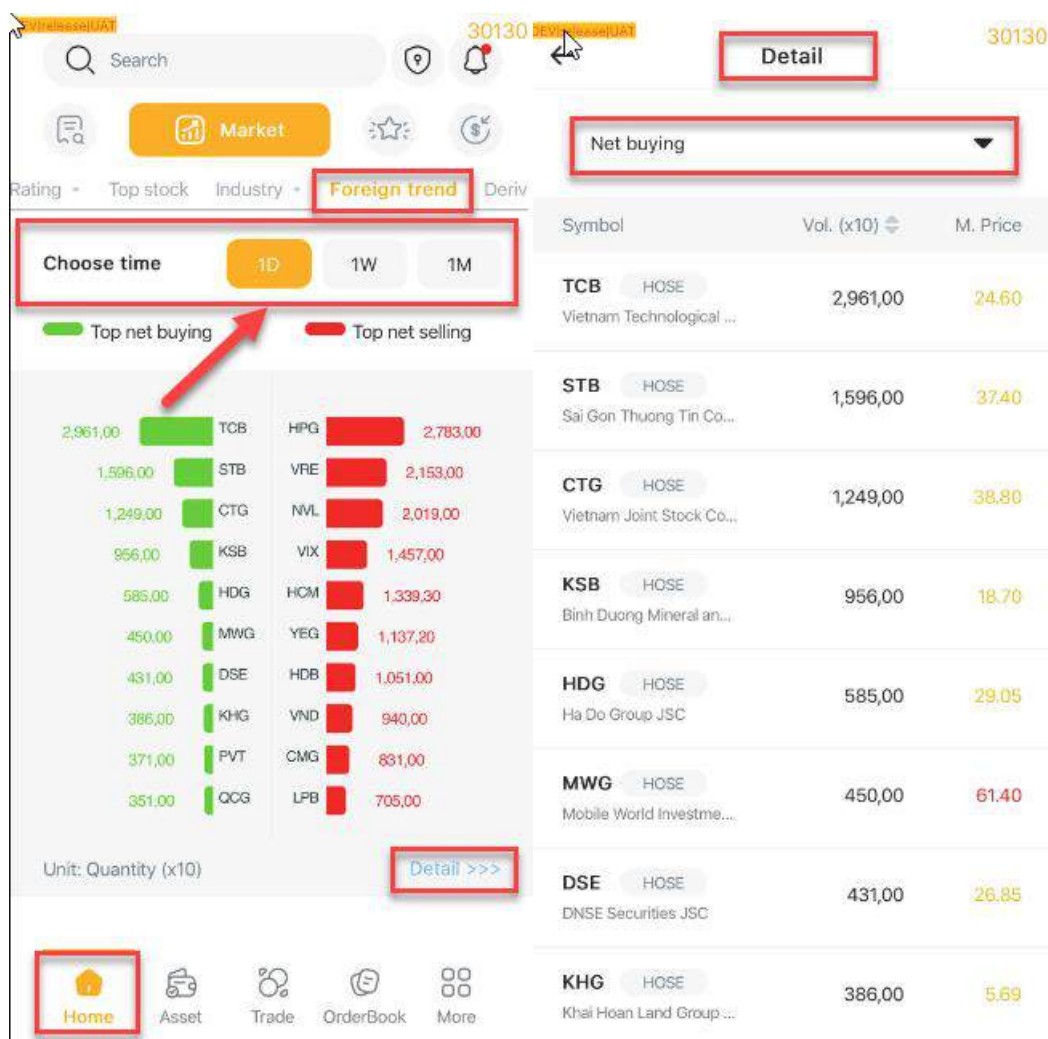 DEV|release|UAT
30130
Search
Market
Rating
Top stock
Industry
Foreign trend
Deriv
Choose time
1D
1W
1M
Top net buying
Top net selling
2,961,00 TCB HPG 2,783,00
1,596,00 STB VRE 2,153,00
1,249,00 CTG NVL 2,019,00
956,00 KSB VIX 1,457,00
585,00 HDG HCM 1,339,30
450,00 MWG YEG 1,137,20
431,00 DSE HDB 1,051,00
386,00 KHG VND 940,00
371,00 PVT CMG 831,00
351,00 QCG LPB 705,00
Unit: Quantity (x10)
Detail >>>
Home
Asset
Trade
OrderBook
More
DEV|release|UAT
30130
Detail
Net buying
Symbol Vol. (x10) M. Price
TCB HOSE 2,961,00 24.60
Vietnam Technological ...
STB HOSE 1,596,00 37.40
Sai Gon Thuong Tin Co...
CTG HOSE 1,249,00 38.80
Vietnam Joint Stock Co...
KSB HOSE 956,00 18.70
Binh Duong Mineral an...
HDG HOSE 585,00 29.05
Ha Do Group JSC
MWG HOSE 450,00 61.40
Mobile World Investme...
DSE HOSE 431,00 26.85
DNSE Securities JSC
KHG HOSE 386,00 5.69
Khai Hoan Land Group ...